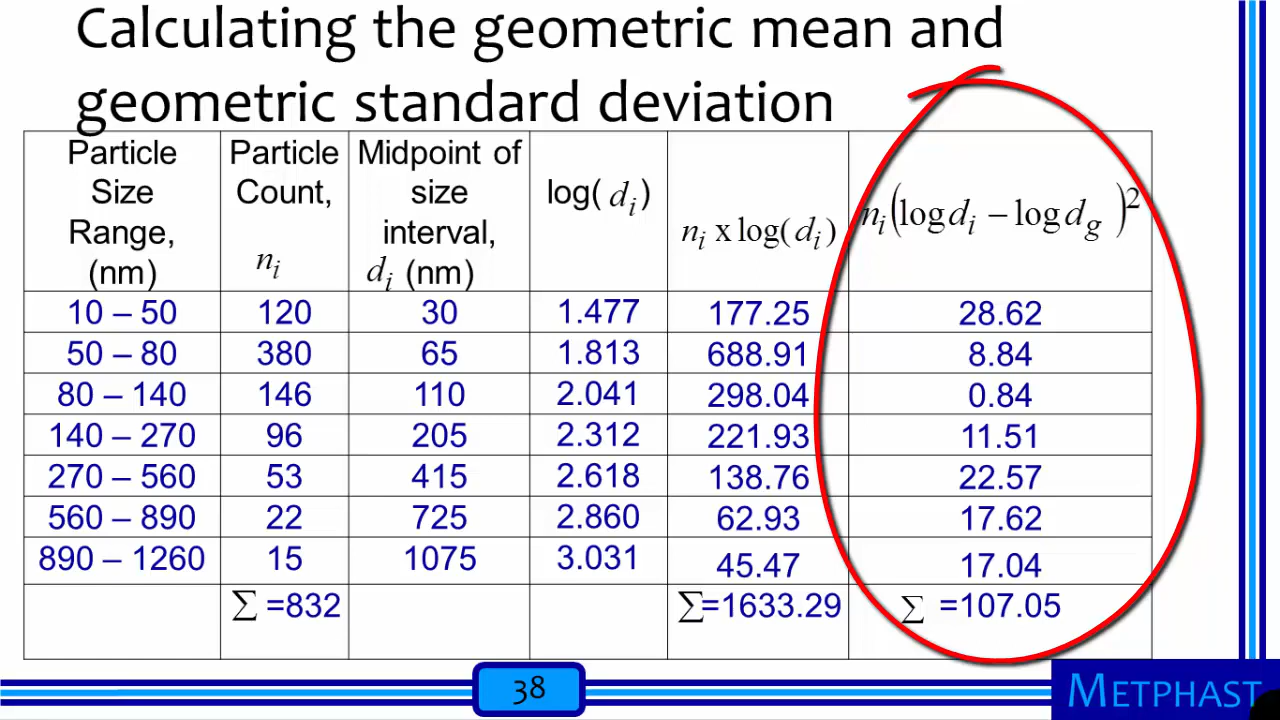 Calculating the geometric mean and
geometric standard deviation
Particle Size Range, (nm) | Particle Count, nᵢ | Midpoint of size interval, dᵢ (nm) | log( dᵢ ) | nᵢ x log( dᵢ ) | nᵢ(log dᵢ − log d_g )²
10 – 50 | 120 | 30 | 1.477 | 177.25 | 28.62
50 – 80 | 380 | 65 | 1.813 | 688.91 | 8.84
80 – 140 | 146 | 110 | 2.041 | 298.04 | 0.84
140 – 270 | 96 | 205 | 2.312 | 221.93 | 11.51
270 – 560 | 53 | 415 | 2.618 | 138.76 | 22.57
560 – 890 | 22 | 725 | 2.860 | 62.93 | 17.62
890 – 1260 | 15 | 1075 | 3.031 | 45.47 | 17.04
∑ =832 | ∑=1633.29 | ∑ =107.05
38
METPHAST